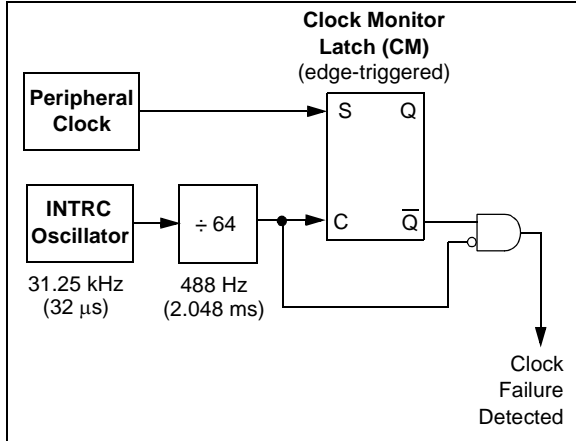 Clock Monitor
Latch (CM)
(edge-triggered)
Peripheral
Clock
S
Q
INTRC
Oscillator
÷ 64
C
Q̅
31.25 kHz
(32 μs)
488 Hz
(2.048 ms)
Clock
Failure
Detected